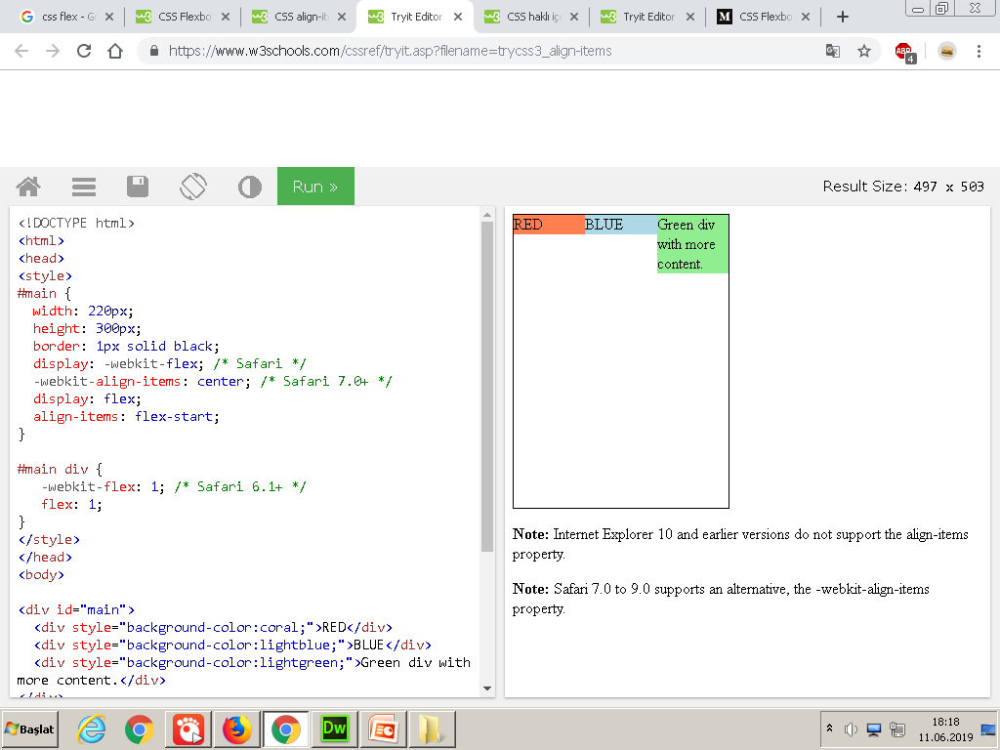 css flex - G
CSS Flexbo
CSS align-it
Tryit Editor
CSS haklı iç
Tryit Editor
CSS Flexbo
https://www.w3schools.com/cssref/tryit.asp?filename=trycss3_align-items
ABP
4
Run »
Result Size: 497 x 503
<!DOCTYPE html>
<html>
<head>
<style>
#main {
  width: 220px;
  height: 300px;
  border: 1px solid black;
  display: -webkit-flex; /* Safari */
  -webkit-align-items: center; /* Safari 7.0+ */
  display: flex;
  align-items: flex-start;
}

#main div {
   -webkit-flex: 1; /* Safari 6.1+ */
   flex: 1;
}
</style>
</head>
<body>

<div id="main">
  <div style="background-color:coral;">RED</div>
  <div style="background-color:lightblue;">BLUE</div>
  <div style="background-color:lightgreen;">Green div with
more content.</div>
</div>
RED
BLUE
Green div
with more
content.
Note: Internet Explorer 10 and earlier versions do not support the align-items
property.
Note: Safari 7.0 to 9.0 supports an alternative, the -webkit-align-items
property.
Başlat
Dw
18:18
11.06.2019